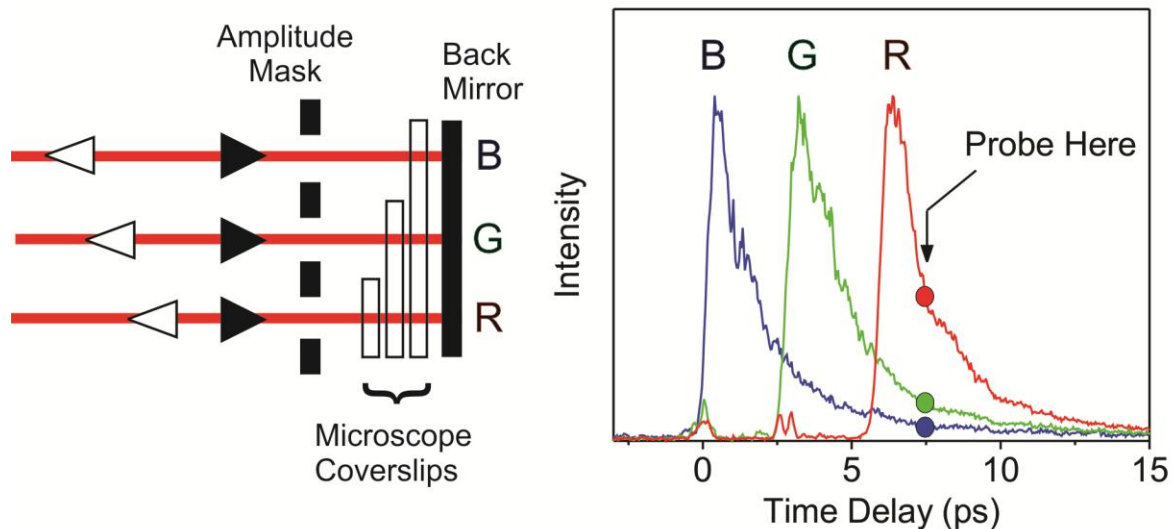 Amplitude
Mask
Back
Mirror
B
G
R
Microscope
Coverslips
B
G
R
Probe Here
Intensity
0
5
10
15
Time Delay (ps)